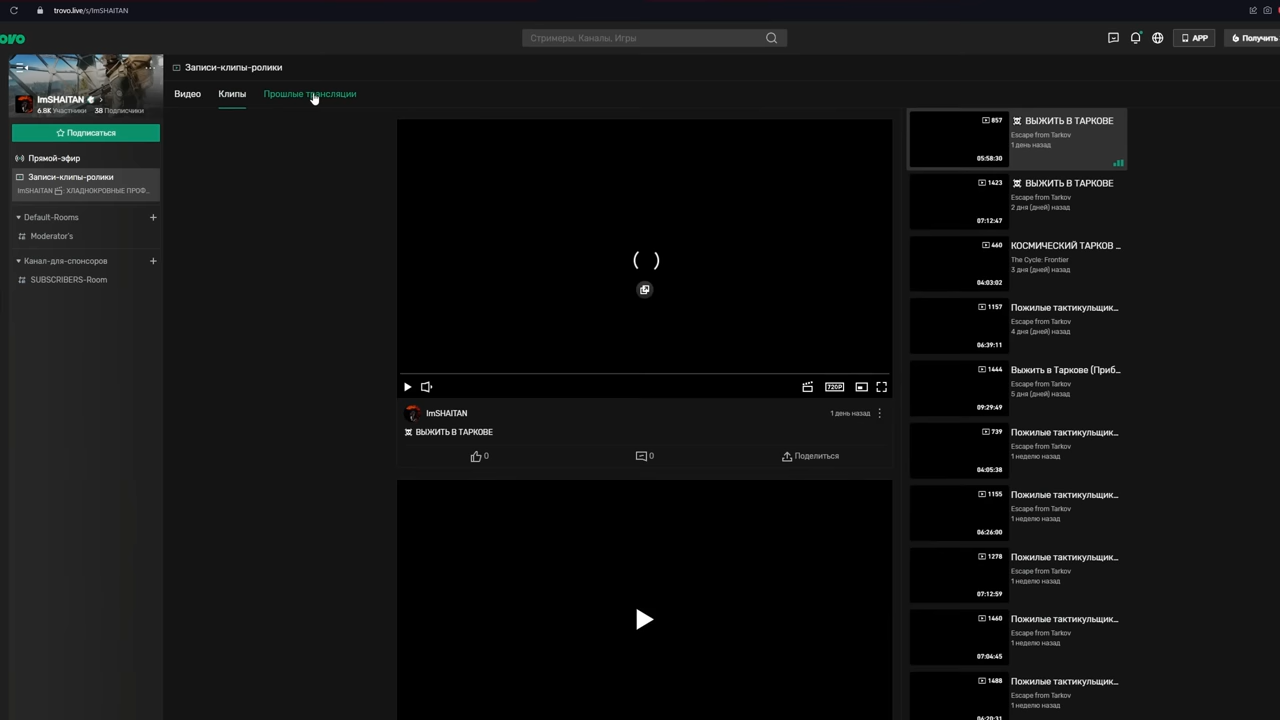 trovo.live/s/ImSHAITAN
ovo
Стримеры, Каналы, Игры
APP
Получить
ImSHAITAN
6.8K Участники 38 Подписчики
Подписаться
Прямой-эфир
Записи-клипы-ролики
ImSHAITAN ХЛАДНОКРОВНЫЕ ПРОФ...
Default-Rooms
Moderator's
Канал-для-спонсоров
SUBSCRIBERS-Room
Записи-клипы-ролики
Видео
Клипы
Прошлые трансляции
720P
ImSHAITAN
1 день назад
ВЫЖИТЬ В ТАРКОВЕ
0
0
Поделиться
857
05:58:30
ВЫЖИТЬ В ТАРКОВЕ
Escape from Tarkov
1 день назад
1423
07:12:47
ВЫЖИТЬ В ТАРКОВЕ
Escape from Tarkov
2 дня (дней) назад
460
04:03:02
КОСМИЧЕСКИЙ ТАРКОВ ...
The Cycle: Frontier
3 дня (дней) назад
1157
06:39:11
Пожилые тактикульщик...
Escape from Tarkov
4 дня (дней) назад
1444
09:29:49
Выжить в Таркове (Приб...
Escape from Tarkov
5 дня (дней) назад
739
04:05:38
Пожилые тактикульщик...
Escape from Tarkov
1 неделю назад
1155
06:26:00
Пожилые тактикульщик...
Escape from Tarkov
1 неделю назад
1278
07:12:59
Пожилые тактикульщик...
Escape from Tarkov
1 неделю назад
1460
07:04:45
Пожилые тактикульщик...
Escape from Tarkov
1 неделю назад
1488
06:20:31
Пожилые тактикульщик...
Escape from Tarkov
1 неделю назад